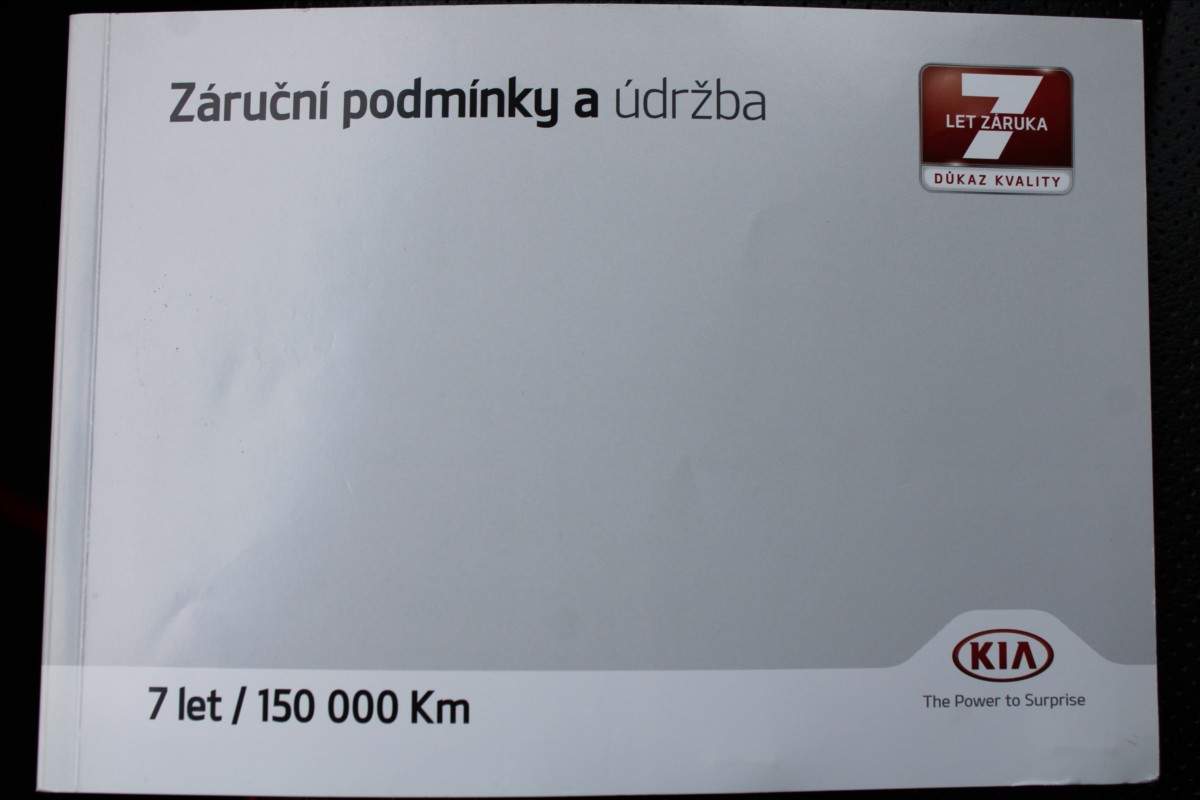 Záruční podmínky a údržba
7
LET ZÁRUKA
DŮKAZ KVALITY
7 let / 150 000 Km
KIA
The Power to Surprise